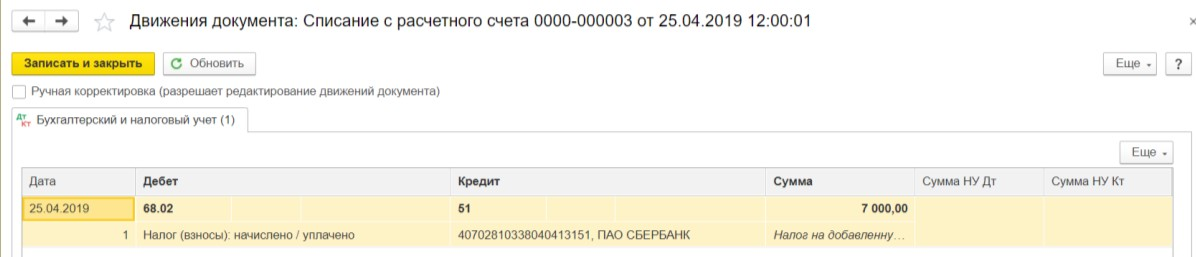 Движения документа: Списание с расчетного счета 0000-000003 от 25.04.2019 12:00:01
Записать и закрыть Обновить Еще ?
Ручная корректировка (разрешает редактирование движений документа)
Дт Кт Бухгалтерский и налоговый учет (1)
Еще
Дата Дебет Кредит Сумма Сумма НУ Дт Сумма НУ Кт
25.04.2019 68.02 51 7 000,00
1 Налог (взносы): начислено / уплачено 40702810338040413151, ПАО СБЕРБАНК Налог на добавленну...